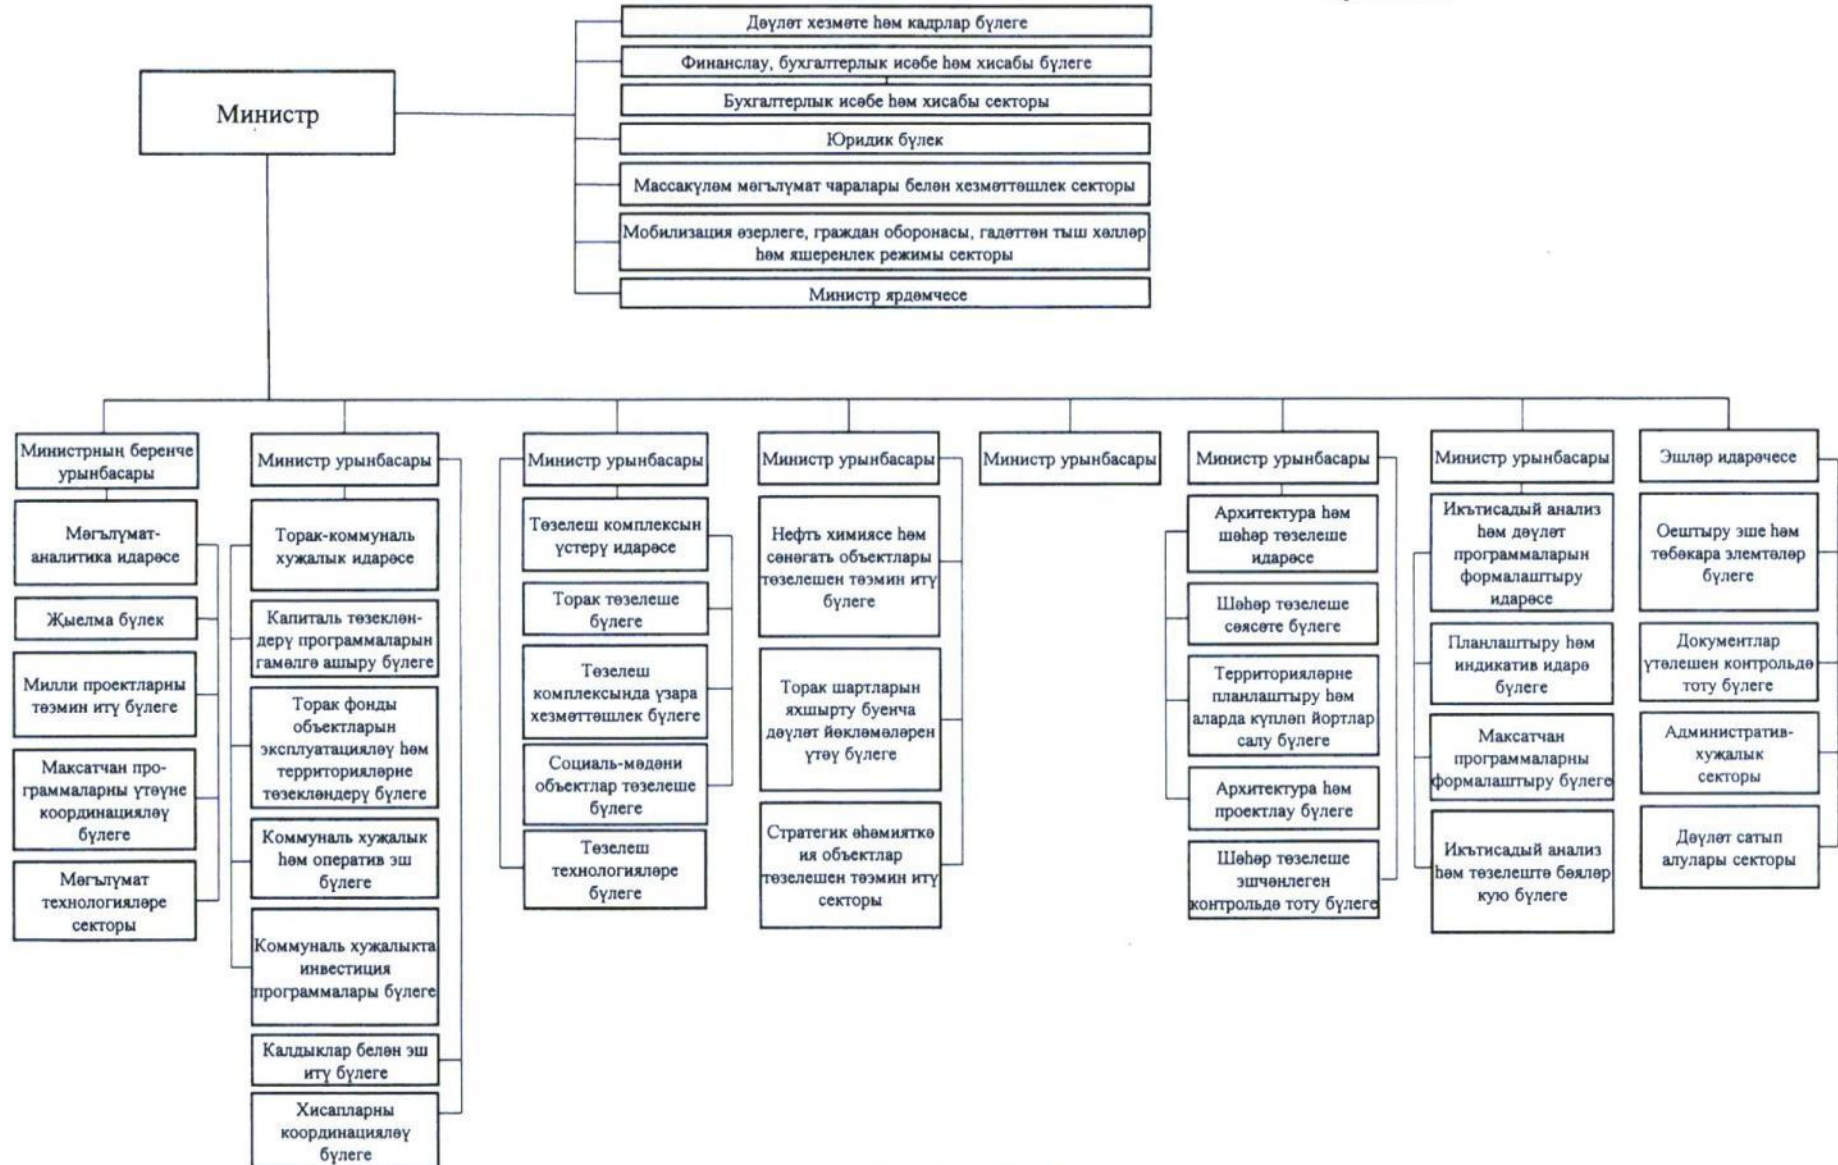 Дәүләт хезмәте һәм кадрлар бүлеге
Финанслау, бухгалтерлык исәбе һәм хисабы бүлеге
Бухгалтерлык исәбе һәм хисабы секторы
Юридик бүлек
Массакүләм мәгълүмат чаралары белән хезмәттәшлек секторы
Мобилизация әзерлеге, граждан оборонасы, гадәттән тыш хәлләр
һәм яшеренлек режимы секторы
Министр ярдәмчесе
Министр
Министрның беренче
урынбасары
Мәгълүмат-
аналитика идарәсе
Җыелма бүлек
Милли проектларны
тәэмин итү бүлеге
Максатчан про-
граммаларны үтәүне
координацияләү
бүлеге
Мәгълүмат
технологияләре
секторы
Министр урынбасары
Торак-коммуналь
хуҗалык идарәсе
Капиталь төзеклән-
дерү программаларын
гамәлгә ашыру бүлеге
Торак фонды
объектларын
эксплуатацияләү һәм
территорияләрне
төзекләндерү бүлеге
Коммуналь хуҗалык
һәм оператив эш
бүлеге
Коммуналь хуҗалыкта
инвестиция
программалары бүлеге
Калдыклар белән эш
итү бүлеге
Хисапларны
координацияләү
бүлеге
Министр урынбасары
Төзелеш комплексын
үстерү идарәсе
Торак төзелеше
бүлеге
Төзелеш
комплексында үзара
хезмәттәшлек бүлеге
Социаль-мәдәни
объектлар төзелеше
бүлеге
Төзелеш
технологияләре
бүлеге
Министр урынбасары
Нефть химиясе һәм
сәнәгать объектлары
төзелешен тәэмин итү
бүлеге
Торак шартларын
яхшырту буенча
дәүләт йөкләмәләрен
үтәү бүлеге
Стратегик әһәмияткә
ия объектлар
төзелешен тәэмин итү
секторы
Министр урынбасары
Министр урынбасары
Архитектура һәм
шәһәр төзелеше
идарәсе
Шәһәр төзелеше
сәясәте бүлеге
Территорияләрне
планлаштыру һәм
аларда күпләп йортлар
салу бүлеге
Архитектура һәм
проектлау бүлеге
Шәһәр төзелеше
эшчәнлеген
контрольдә тоту бүлеге
Министр урынбасары
Икътисадый анализ
һәм дәүләт
программаларын
формалаштыру
идарәсе
Планлаштыру һәм
индикатив идарә
бүлеге
Максатчан
программаларны
формалаштыру бүлеге
Икътисадый анализ
һәм төзелештә бәяләр
кую бүлеге
Эшләр идарәчесе
Оештыру эше һәм
төбәкара элемтәләр
бүлеге
Документлар
үтәлешен контрольдә
тоту бүлеге
Административ-
хуҗалык
секторы
Дәүләт сатып
алулары секторы